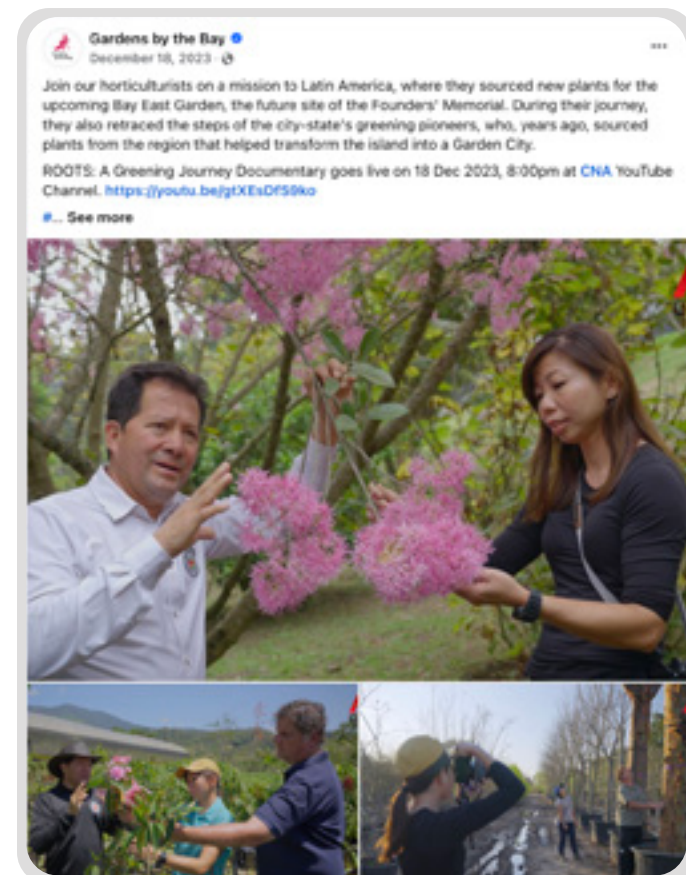 Gardens by the Bay
December 18, 2023 ·
Join our horticulturists on a mission to Latin America, where they sourced new plants for the
upcoming Bay East Garden, the future site of the Founders' Memorial. During their journey,
they also retraced the steps of the city-state's greening pioneers, who, years ago, sourced
plants from the region that helped transform the island into a Garden City.
ROOTS: A Greening Journey Documentary goes live on 18 Dec 2023, 8:00pm at CNA YouTube
Channel. https://youtu.be/gtXEsDfS9ko
#... See more